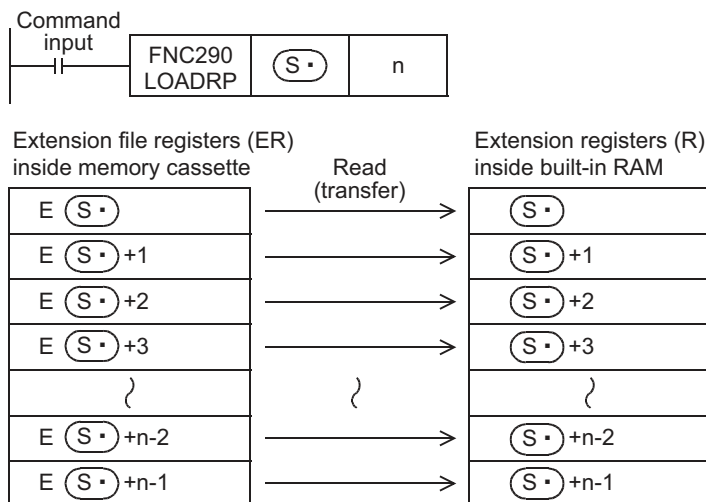 Command
input
FNC290
LOADRP
S·
n
Extension file registers (ER)
inside memory cassette
Read
(transfer)
Extension registers (R)
inside built-in RAM
E S· S·
E S·+1 S·+1
E S·+2 S·+2
E S·+3 S·+3
E S·+n-2 S·+n-2
E S·+n-1 S·+n-1